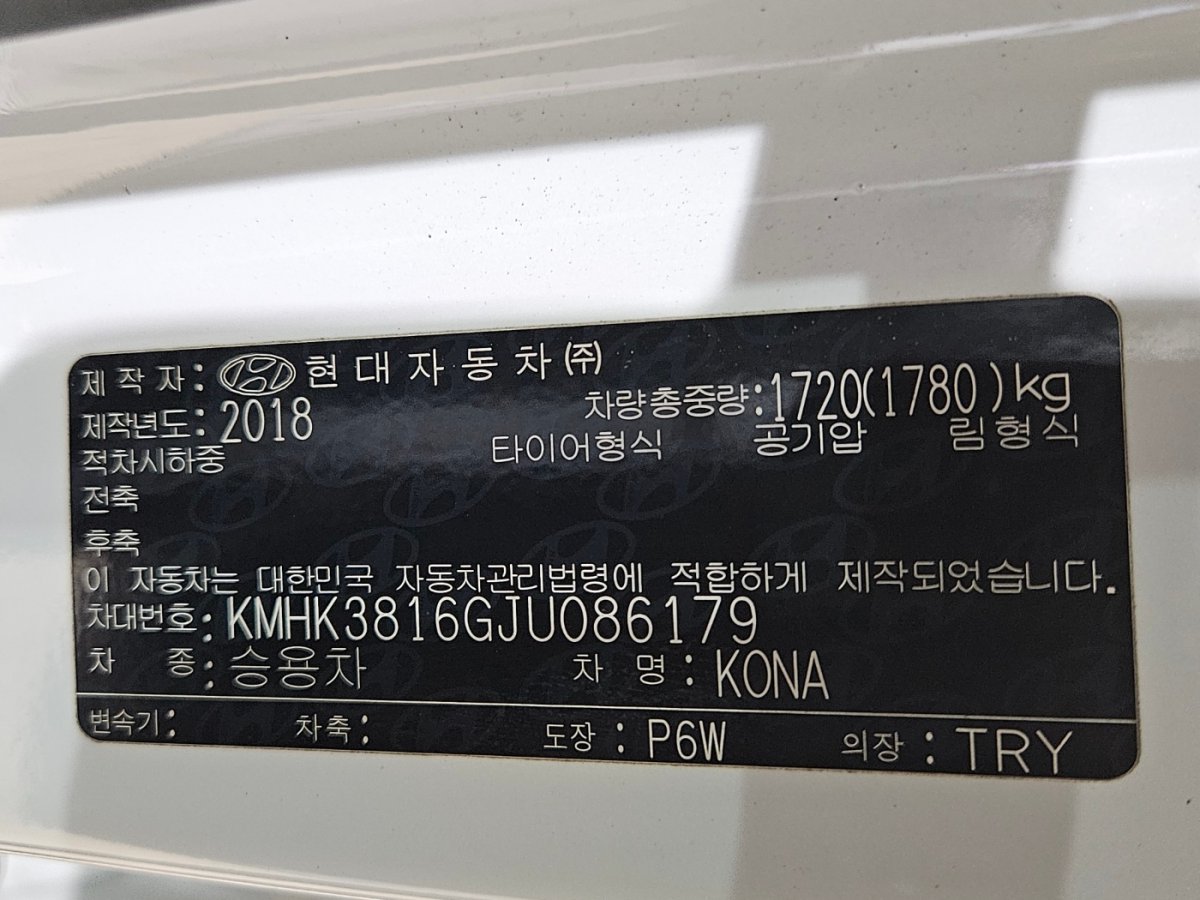 제작자: 현대자동차㈜
제작년도: 2018 차량총중량: 1720(1780)kg
적차시하중 타이어형식 공기압 림형식
전축
후축
이 자동차는 대한민국 자동차관리법령에 적합하게 제작되었습니다.
차대번호: KMHK3816GJU086179
차종: 승용차 차명: KONA
변속기: 차축: 도장: P6W 의장: TRY